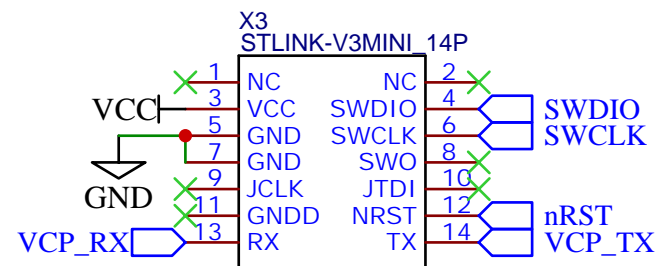 X3
STLINK-V3MINI_14P
1 NC NC 2
VCC 3 VCC SWDIO 4 SWDIO
5 GND SWCLK 6 SWCLK
7 GND SWO 8
GND 9 JCLK JTDI 10
11 GNDD NRST 12 nRST
VCP_RX 13 RX TX 14 VCP_TX